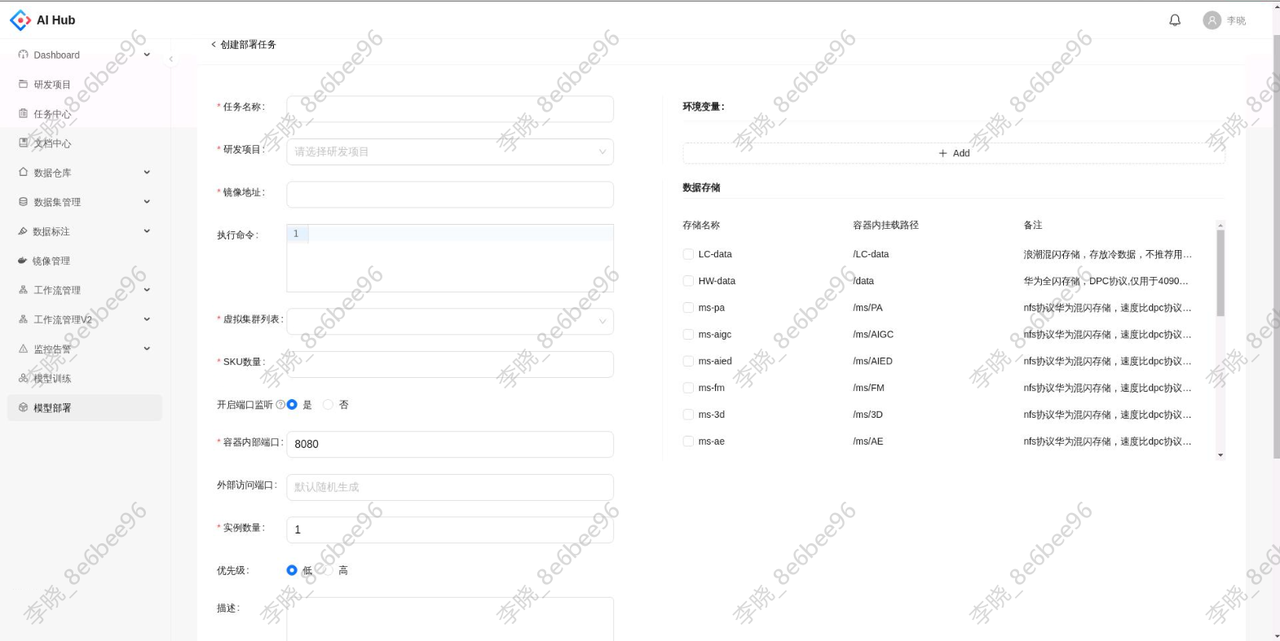 AI Hub
李晓
Dashboard
研发项目
任务中心
文档中心
数据仓库
数据集管理
数据标注
镜像管理
工作流管理
工作流管理V2
监控告警
模型训练
模型部署
< 创建部署任务
* 任务名称:
* 研发项目:
请选择研发项目
* 镜像地址:
执行命令:
1
* 虚拟集群列表:
* SKU数量:
开启端口监听 ? 是 否
* 容器内部端口:
8080
外部访问端口:
默认随机生成
* 实例数量:
1
优先级: 低 高
描述:
环境变量:
+ Add
数据存储
存储名称 容器内挂载路径 备注
LC-data /LC-data 浪潮混闪存储，存放冷数据，不推荐用...
HW-data /data 华为全闪存储，DPC协议,仅用于4090...
ms-pa /ms/PA nfs协议华为混闪存储，速度比dpc协议...
ms-aigc /ms/AIGC nfs协议华为混闪存储，速度比dpc协议...
ms-aied /ms/AIED nfs协议华为混闪存储，速度比dpc协议...
ms-fm /ms/FM nfs协议华为混闪存储，速度比dpc协议...
ms-3d /ms/3D nfs协议华为混闪存储，速度比dpc协议...
ms-ae /ms/AE nfs协议华为混闪存储，速度比dpc协议...
李晓_8e6bee96